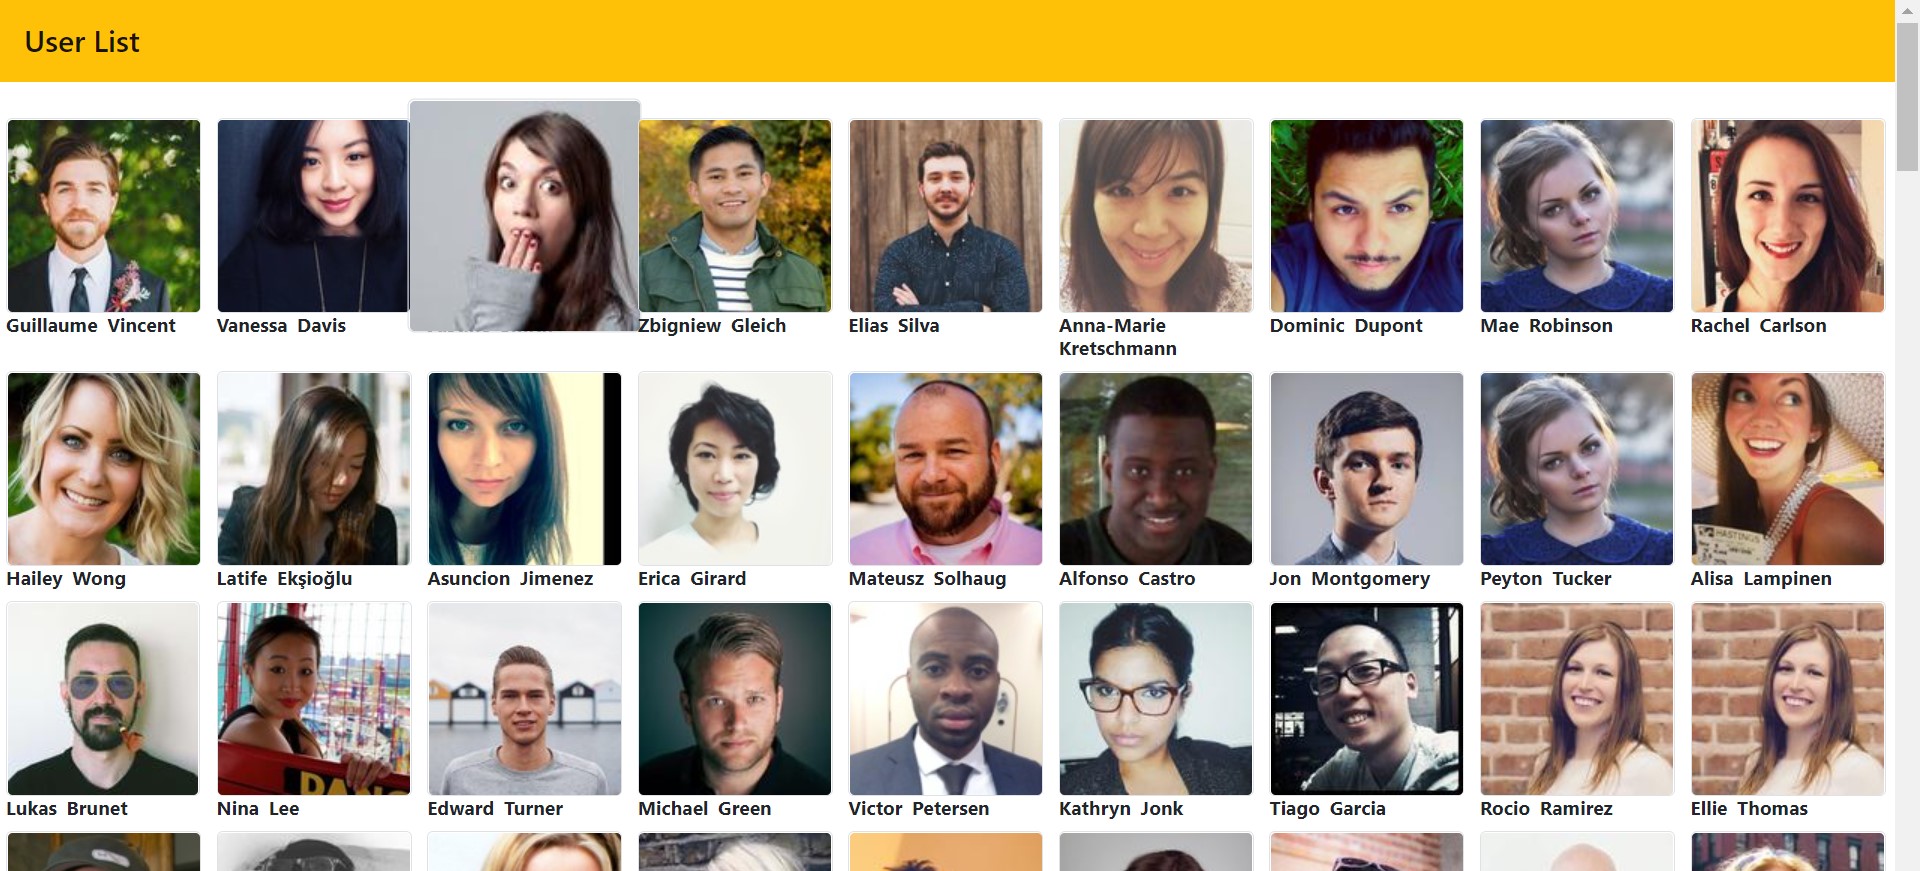 User List
Guillaume Vincent
Vanessa Davis
Zbigniew Gleich
Elias Silva
Anna-Marie
Kretschmann
Dominic Dupont
Mae Robinson
Rachel Carlson
Hailey Wong
Latife Ekşioğlu
Asuncion Jimenez
Erica Girard
Mateusz Solhaug
Alfonso Castro
Jon Montgomery
Peyton Tucker
HASTINGS
Alisa Lampinen
DANG
Lukas Brunet
Nina Lee
Edward Turner
Michael Green
Victor Petersen
Kathryn Jonk
Tiago Garcia
Rocio Ramirez
Ellie Thomas